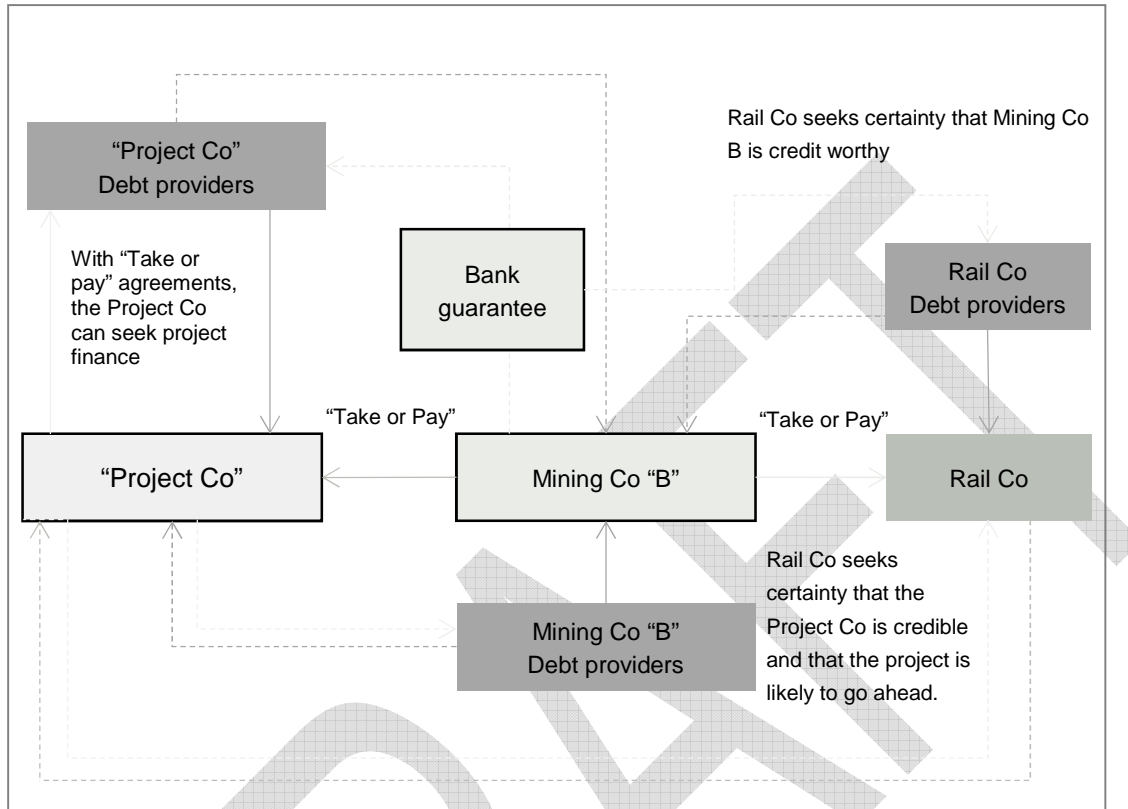 Rail Co seeks certainty that Mining Co
B is credit worthy
“Project Co”
Debt providers
With “Take or
pay” agreements,
the Project Co
can seek project
finance
Bank
guarantee
Rail Co
Debt providers
“Take or Pay”
“Take or Pay”
“Project Co”
Mining Co “B”
Rail Co
Rail Co seeks
certainty that the
Project Co is credible
and that the project is
likely to go ahead.
Mining Co “B”
Debt providers
DRAFT